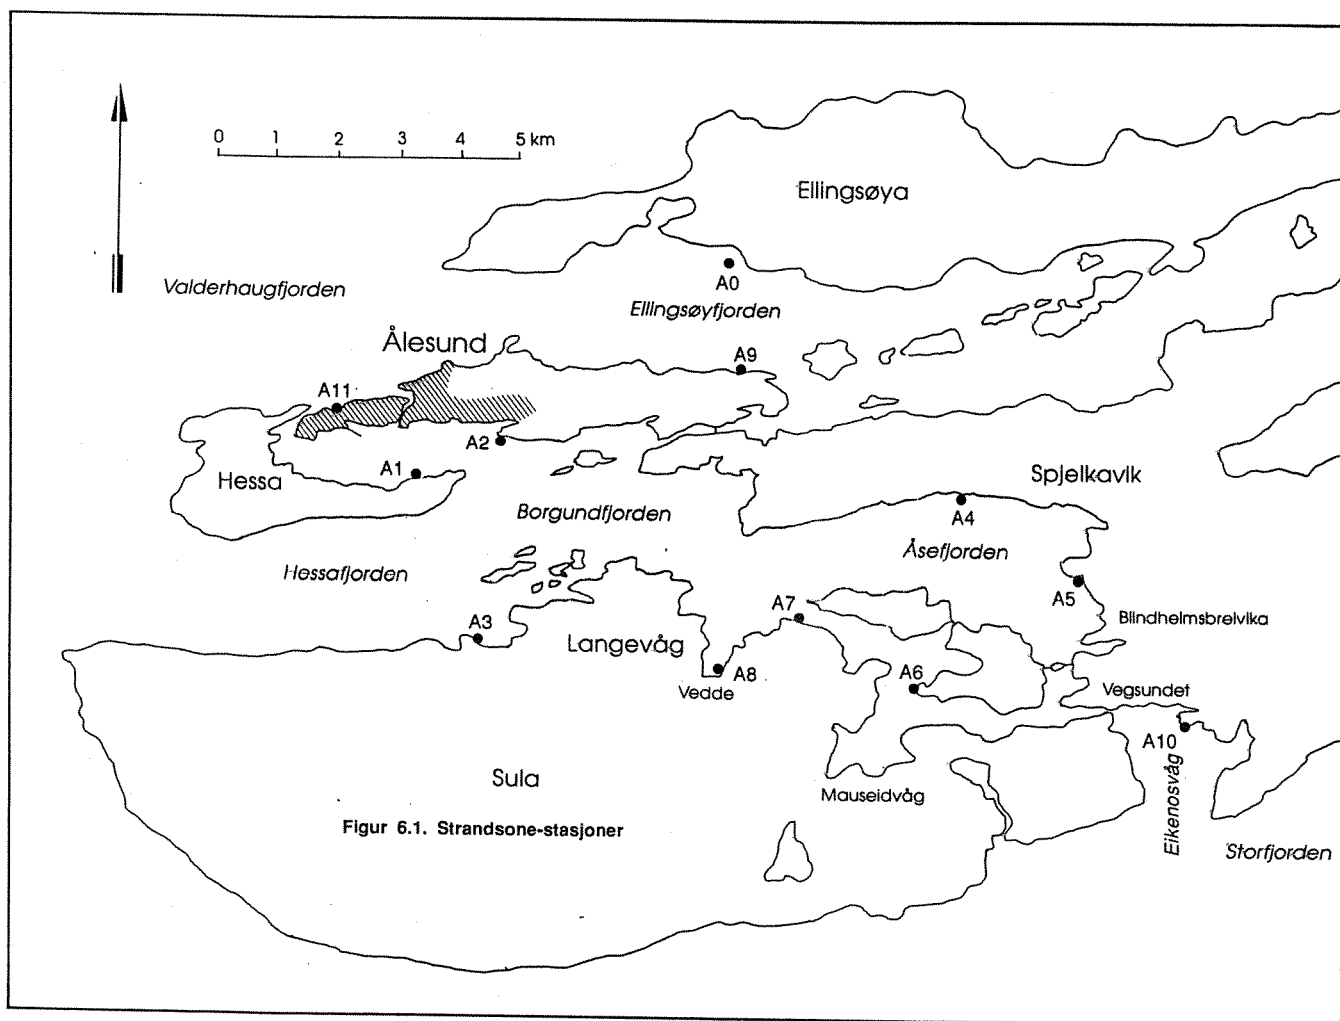 0 1 2 3 4 5 km
Ellingsøya
A0
Valderhaugfjorden
Ellingsøyfjorden
Ålesund
A9
A11
A2
A1
Hessa
Spjelkavik
Borgundfjorden
A4
Åsefjorden
Hessafjorden
A5
A7
Blindhelmsbreivika
A3
Langevåg
A8
A6
Vedde
Vegsundet
A10
Sula
Mauseidvåg
Eikenosvåg
Figur 6.1. Strandsone-stasjoner
Storfjorden